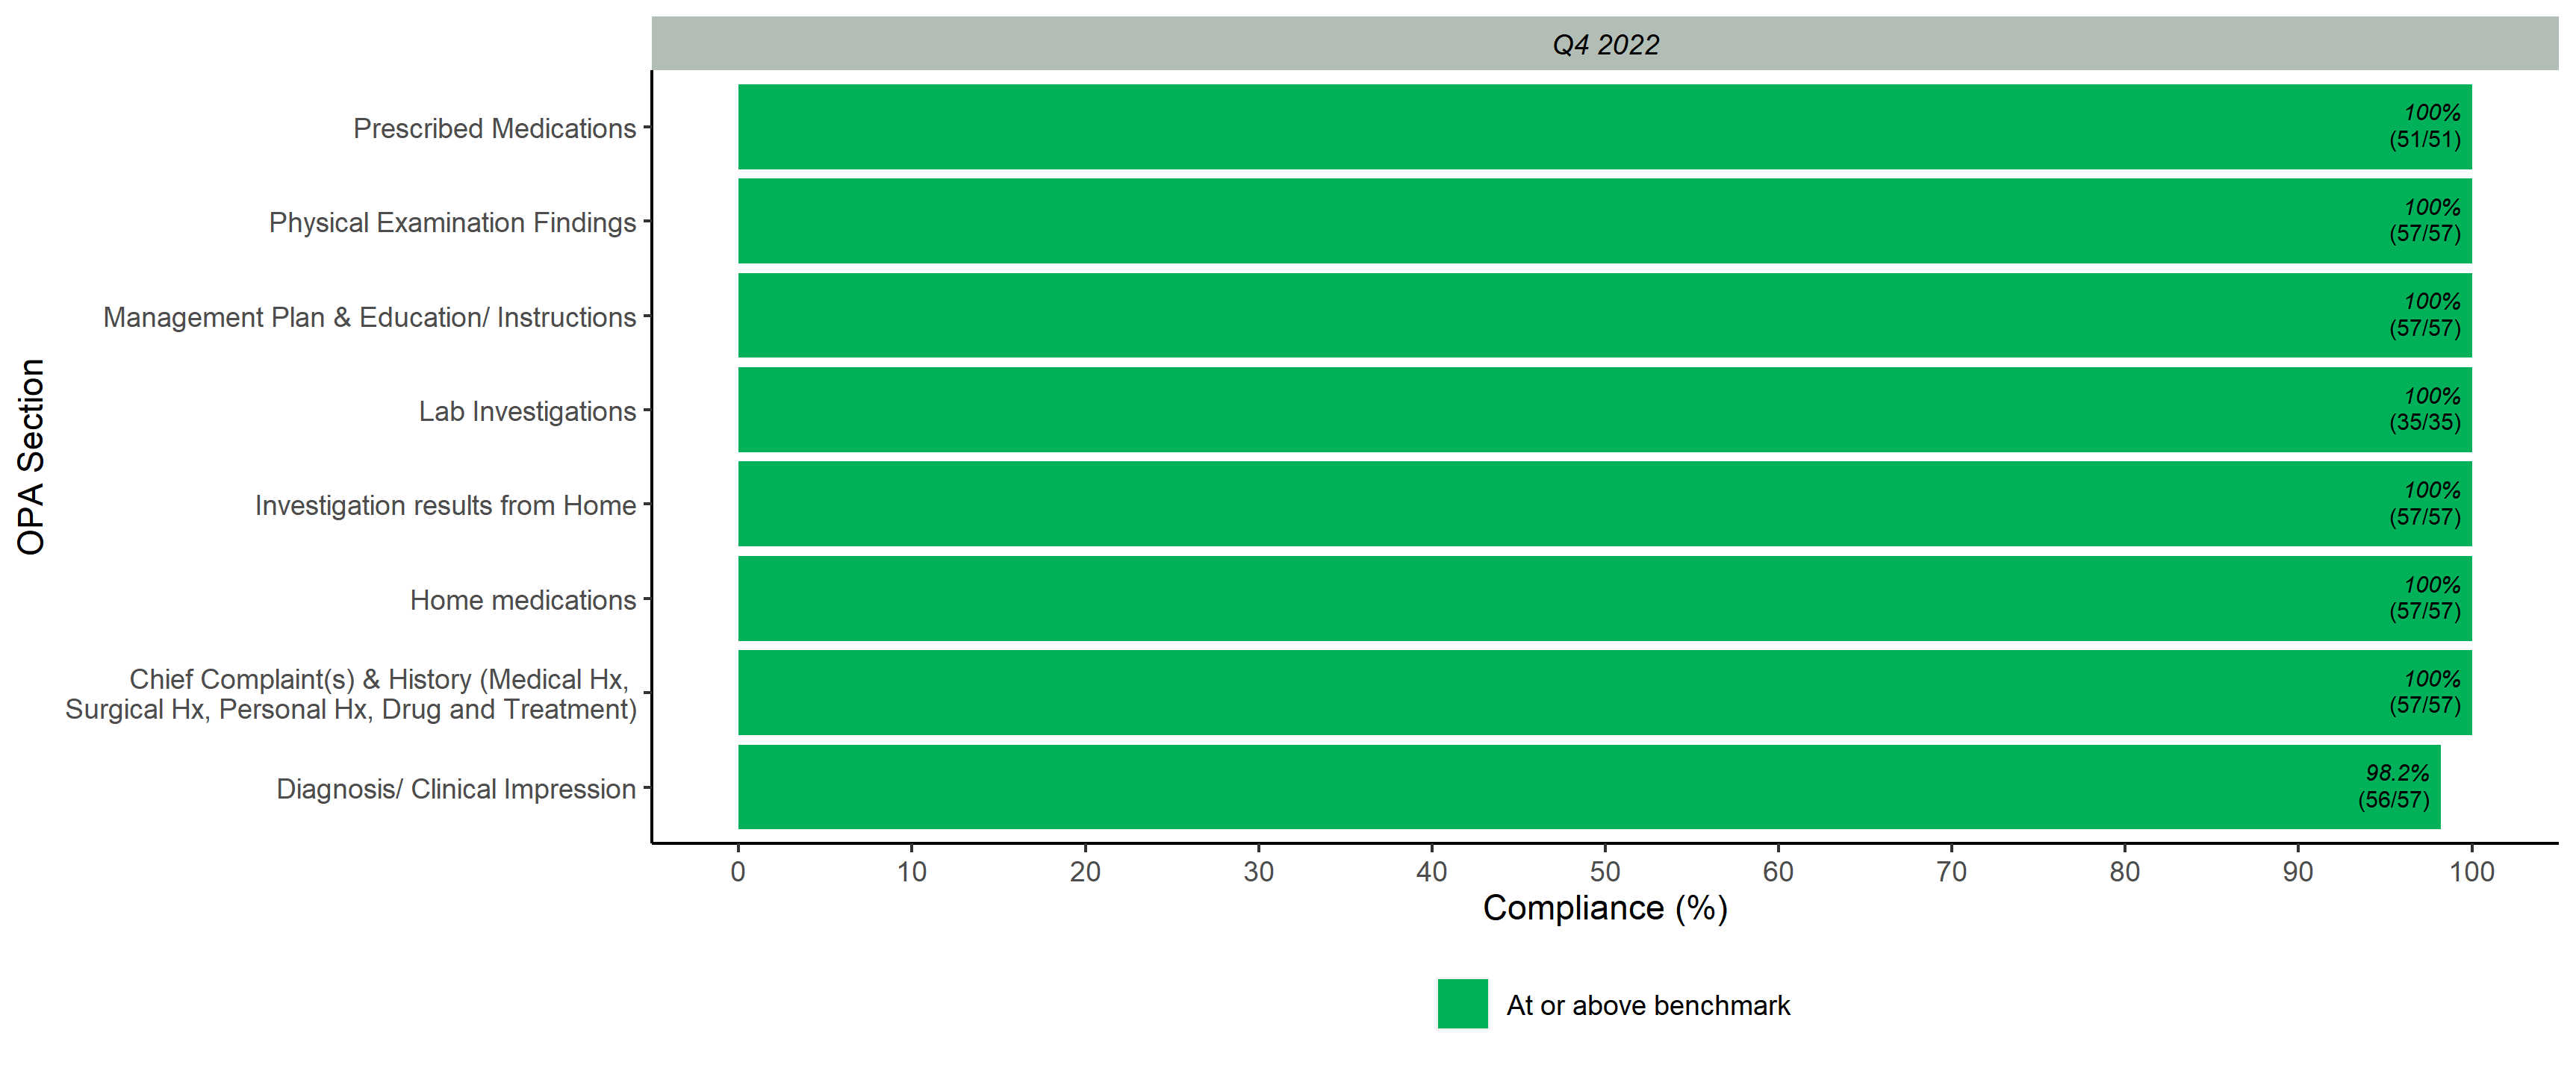 Q4 2022
OPA Section
Prescribed Medications
100%
(51/51)
Physical Examination Findings
100%
(57/57)
Management Plan & Education/ Instructions
100%
(57/57)
Lab Investigations
100%
(35/35)
Investigation results from Home
100%
(57/57)
Home medications
100%
(57/57)
Chief Complaint(s) & History (Medical Hx,
Surgical Hx, Personal Hx, Drug and Treatment)
100%
(57/57)
Diagnosis/ Clinical Impression
98.2%
(56/57)
0 10 20 30 40 50 60 70 80 90 100
Compliance (%)
At or above benchmark